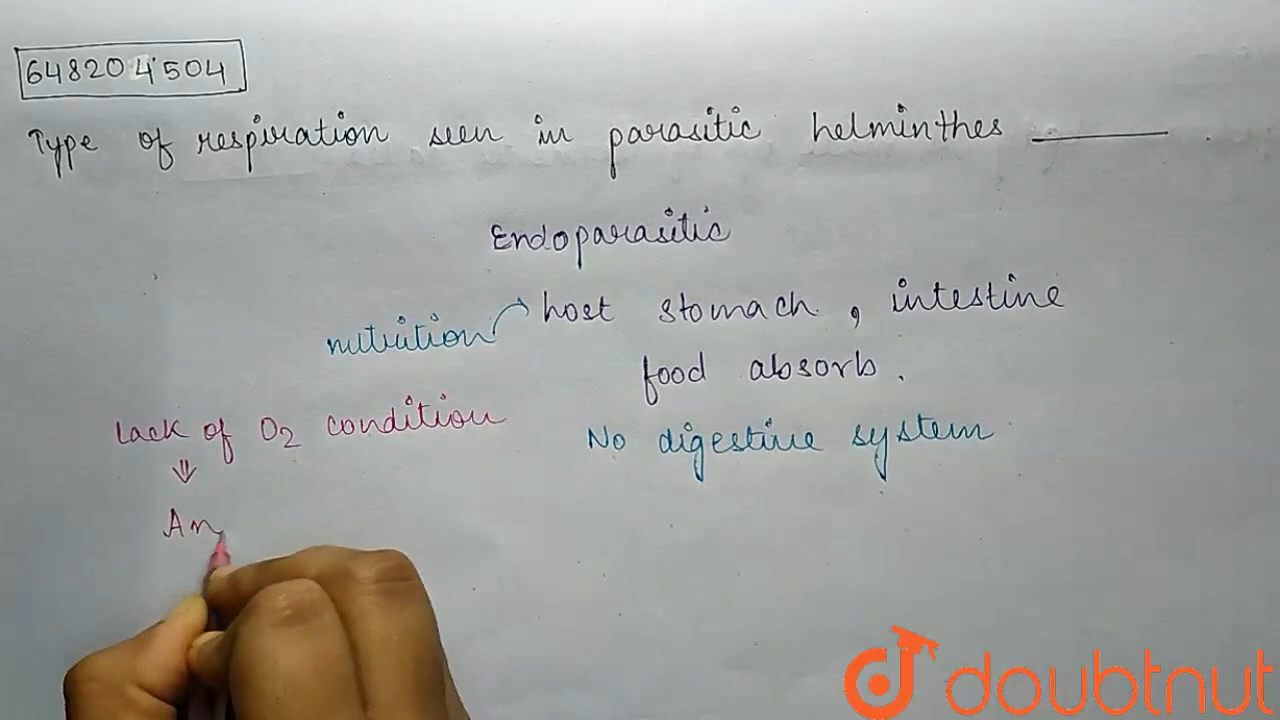 648204504
Type of respiration seen in parasitic helminthes ______ .
Endoparasitic
nutrition host stomach , intestine
food absorb .
lack of O2 condition
No digestive system
⇓
An
doubtnut